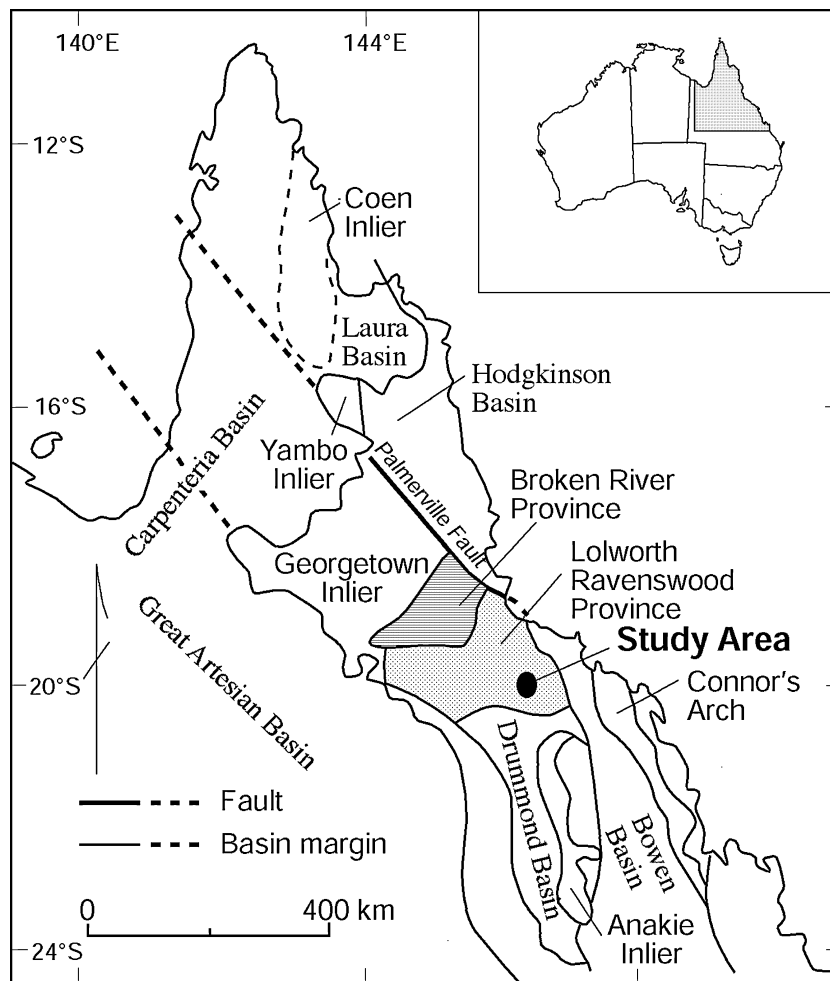 140°E
144°E
12°S
Coen
Inlier
Laura
Basin
16°S
Hodgkinson
Basin
Carpenteria Basin
Yambo
Inlier
Palmerville Fault
Broken River
Province
Georgetown
Inlier
Lolworth
Ravenswood
Province
Great Artesian Basin
Study Area
20°S
Connor's
Arch
Drummond Basin
Bowen
Basin
Fault
Basin margin
0
400 km
Anakie
Inlier
24°S